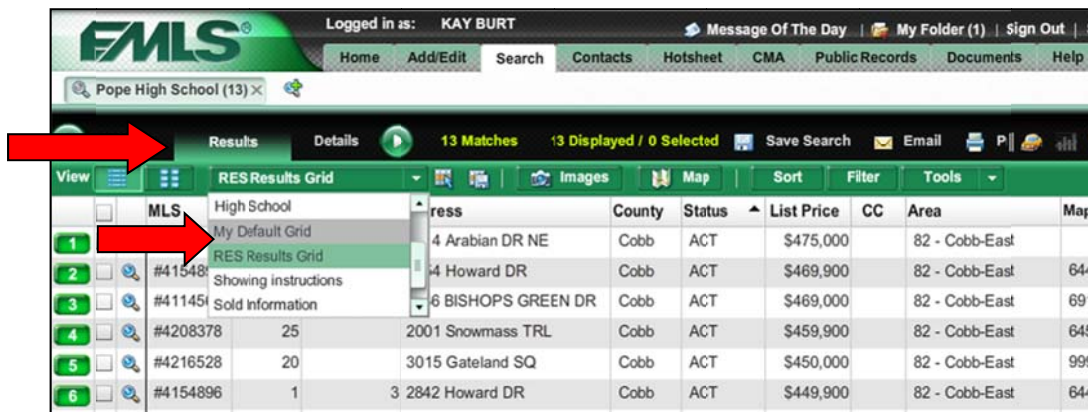 FMLS®
Logged in as: KAY BURT
Message Of The Day | My Folder (1) | Sign Out |
Home Add/Edit Search Contacts Hotsheet CMA Public Records Documents Help
Pope High School (13) ×
Results Details 13 Matches 13 Displayed / 0 Selected Save Search Email P
View RES Results Grid Images Map Sort Filter Tools
MLS ress County Status List Price CC Area Map
High School
My Default Grid
RES Results Grid
Showing instructions
Sold Information
1 4 Arabian DR NE Cobb ACT $475,000 82 - Cobb-East
2 #41548 54 Howard DR Cobb ACT $469,900 82 - Cobb-East 644
3 #41145 6 BISHOPS GREEN DR Cobb ACT $469,000 82 - Cobb-East 69
4 #4208378 25 2001 Snowmass TRL Cobb ACT $459,900 82 - Cobb-East 645
5 #4216528 20 3015 Gateland SQ Cobb ACT $450,000 82 - Cobb-East 999
6 #4154896 1 3 2842 Howard DR Cobb ACT $449,900 82 - Cobb-East 644